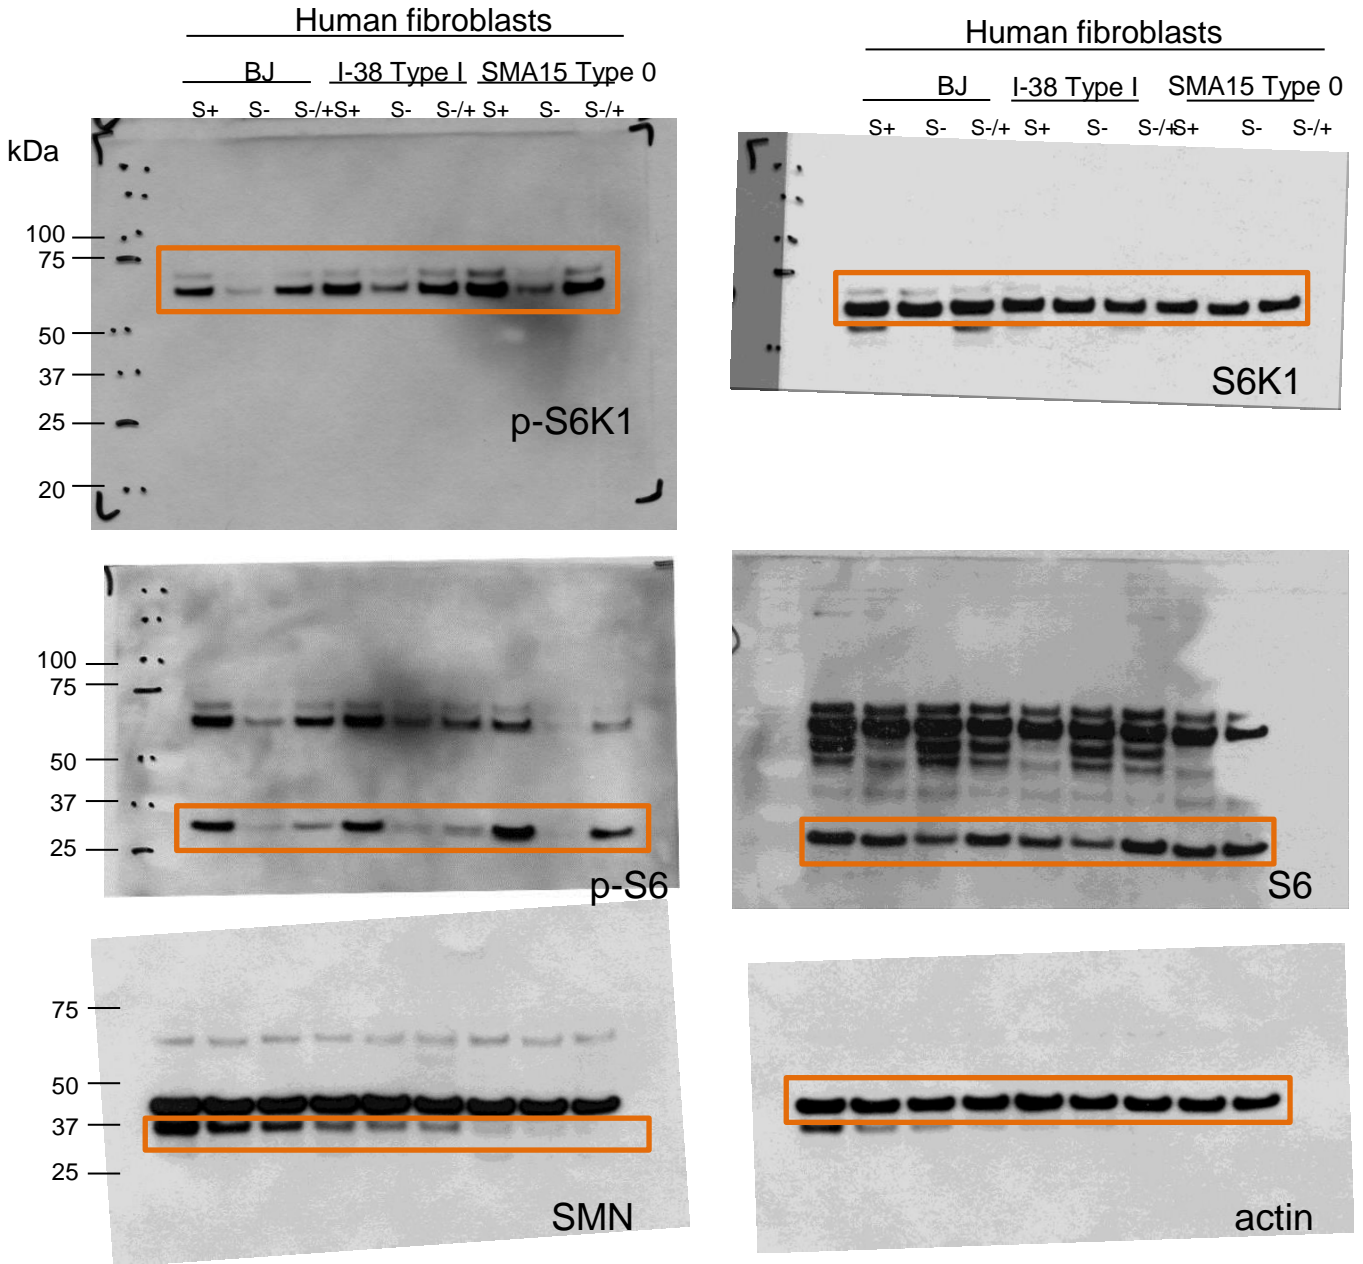 Human fibroblasts
BJ I-38 Type I SMA15 Type 0
S+ S- S-/+ S+ S- S-/+ S+ S- S-/+
kDa
100
75
50
37
25
20
p-S6K1
Human fibroblasts
BJ I-38 Type I SMA15 Type 0
S+ S- S-/+ S+ S- S-/+ S+ S- S-/+
S6K1
100
75
50
37
25
p-S6
S6
75
50
37
25
SMN
actin